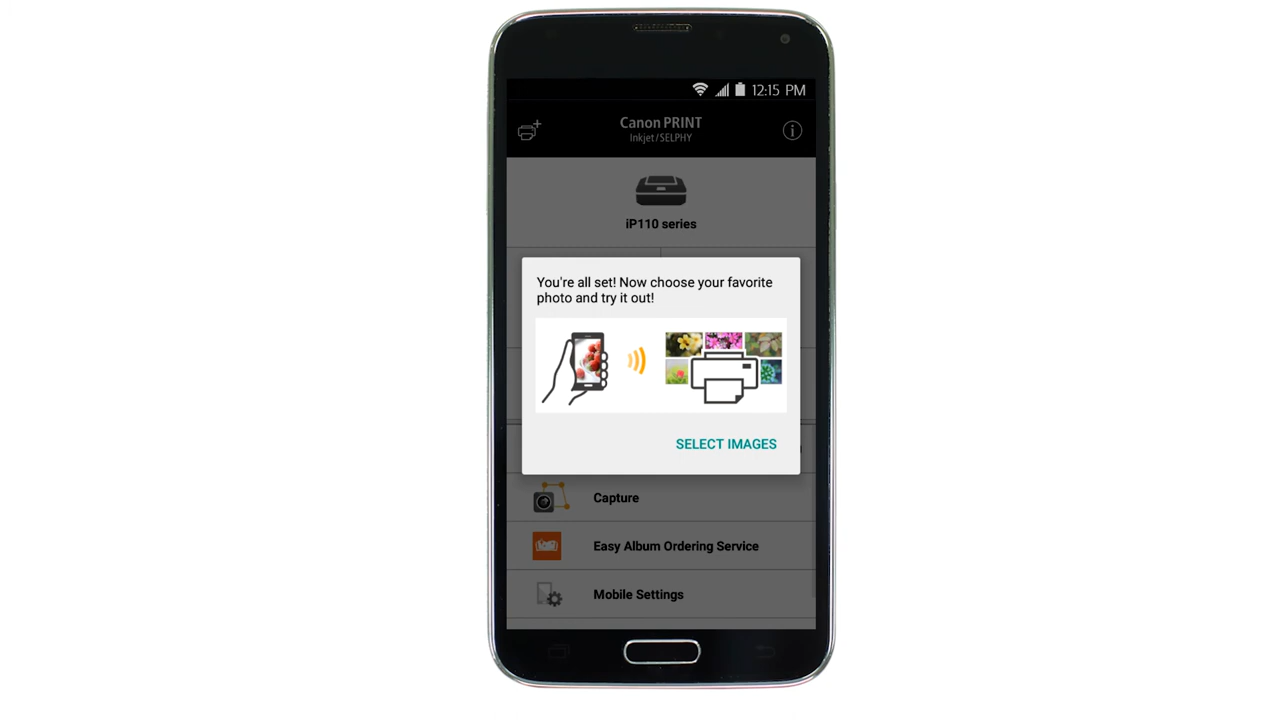 12:15 PM
Canon PRINT
Inkjet/SELPHY
iP110 series
You're all set! Now choose your favorite
photo and try it out!
SELECT IMAGES
Capture
Easy Album Ordering Service
Mobile Settings